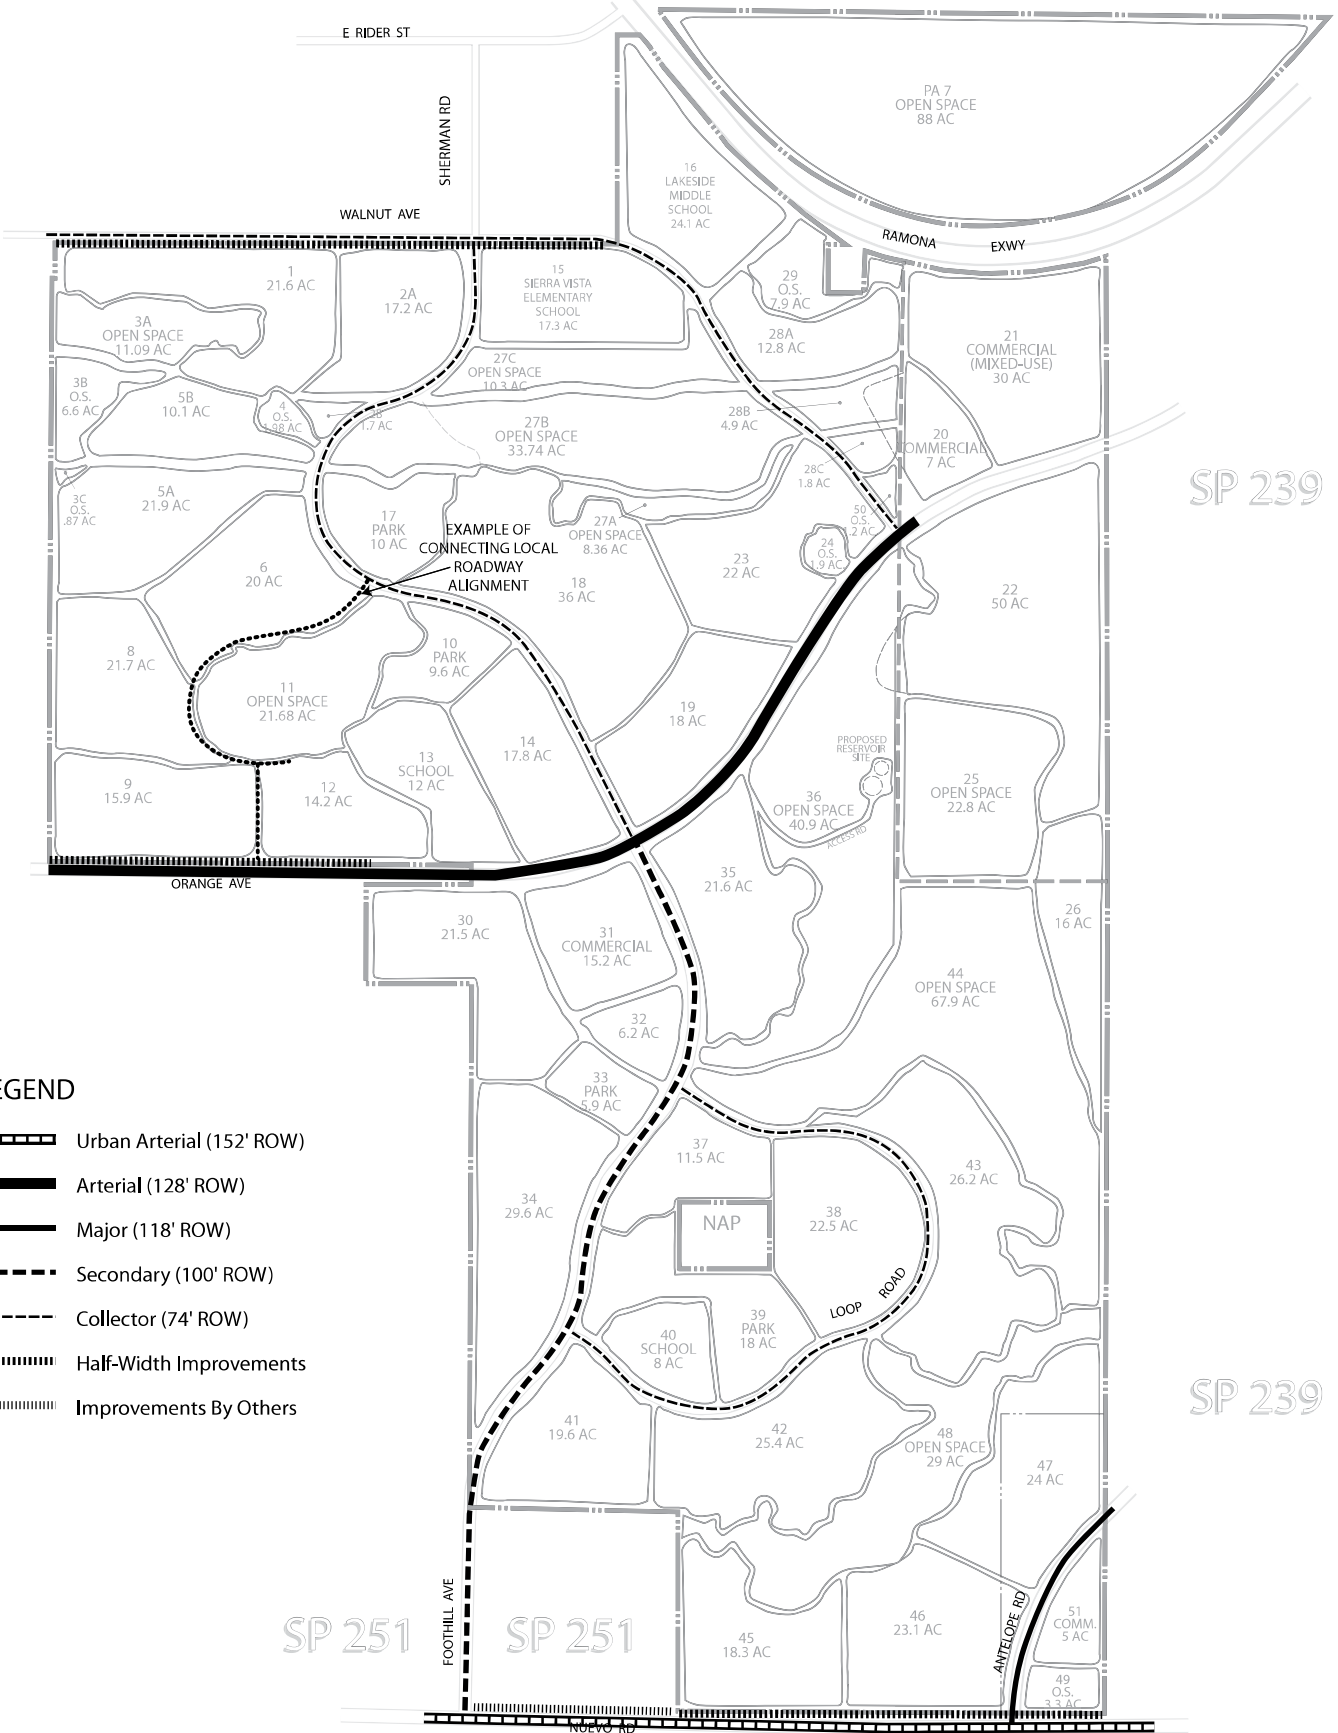 E RIDER ST
SHERMAN RD
PA 7
OPEN SPACE
88 AC
16
LAKESIDE
MIDDLE
SCHOOL
24.1 AC
WALNUT AVE
RAMONA EXWY
1
21.6 AC
2A
17.2 AC
15
SIERRA VISTA
ELEMENTARY
SCHOOL
17.3 AC
29
O.S.
7.9 AC
3A
OPEN SPACE
11.09 AC
28A
12.8 AC
21
COMMERCIAL
(MIXED-USE)
30 AC
27C
OPEN SPACE
10.3 AC
3B
O.S.
6.6 AC
5B
10.1 AC
4
O.S.
1.98 AC
2B
1.7 AC
27B
OPEN SPACE
33.74 AC
28B
4.9 AC
20
COMMERCIAL
7 AC
28C
1.8 AC
3C
O.S.
.87 AC
5A
21.9 AC
SP 239
17
PARK
10 AC
EXAMPLE OF
CONNECTING LOCAL
ROADWAY
ALIGNMENT
27A
OPEN SPACE
8.36 AC
50
O.S.
1.2 AC
24
O.S.
1.9 AC
6
20 AC
18
36 AC
23
22 AC
22
50 AC
8
21.7 AC
10
PARK
9.6 AC
11
OPEN SPACE
21.68 AC
19
18 AC
14
17.8 AC
13
SCHOOL
12 AC
PROPOSED
RESERVOIR
SITE
9
15.9 AC
12
14.2 AC
36
OPEN SPACE
40.9 AC
ACCESS RD
25
OPEN SPACE
22.8 AC
ORANGE AVE
35
21.6 AC
30
21.5 AC
31
COMMERCIAL
15.2 AC
26
16 AC
44
OPEN SPACE
67.9 AC
32
6.2 AC
33
PARK
5.9 AC
EGEND
Urban Arterial (152' ROW)
Arterial (128' ROW)
Major (118' ROW)
Secondary (100' ROW)
Collector (74' ROW)
Half-Width Improvements
Improvements By Others
37
11.5 AC
43
26.2 AC
34
29.6 AC
NAP
38
22.5 AC
LOOP ROAD
39
PARK
18 AC
40
SCHOOL
8 AC
SP 239
41
19.6 AC
42
25.4 AC
48
OPEN SPACE
29 AC
47
24 AC
FOOTHILL AVE
SP 251
SP 251
45
18.3 AC
46
23.1 AC
ANTELOPE RD
51
COMM.
5 AC
49
O.S.
3.3 AC
NUEVO RD